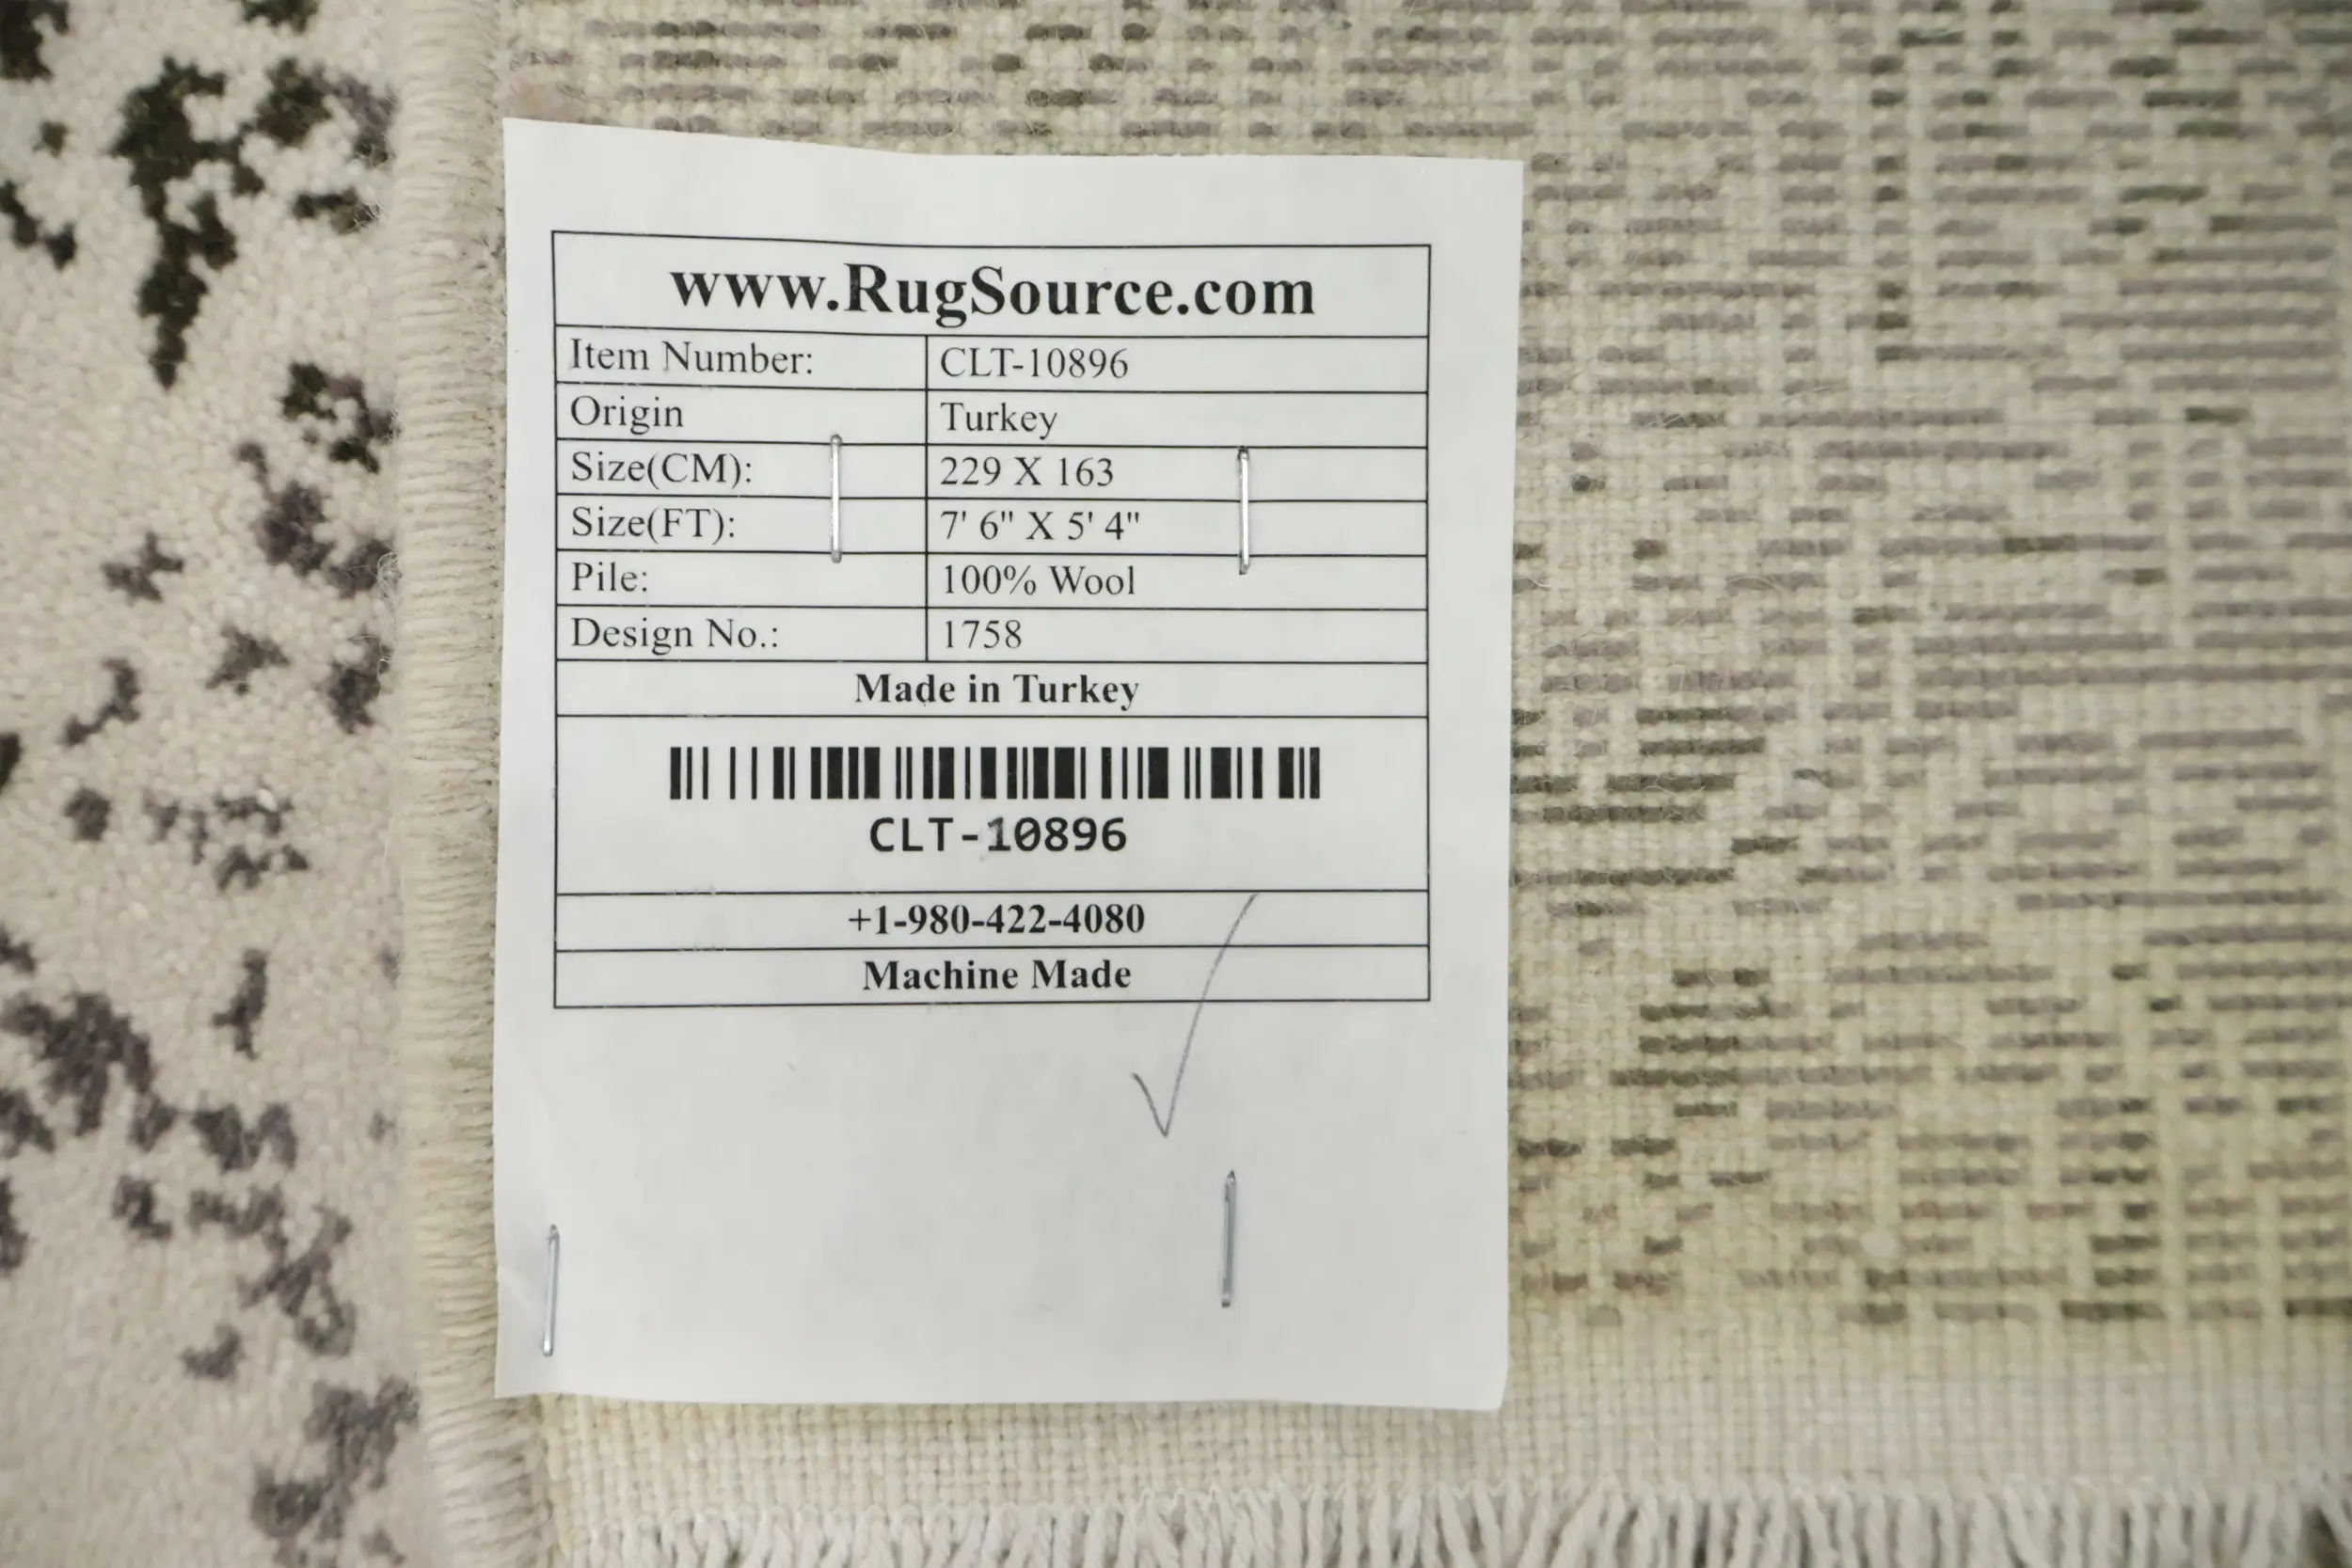 www.RugSource.com
Item Number: CLT-10896
Origin Turkey
Size(CM): 229 X 163
Size(FT): 7' 6" X 5' 4"
Pile: 100% Wool
Design No.: 1758
Made in Turkey
CLT-10896
+1-980-422-4080
Machine Made